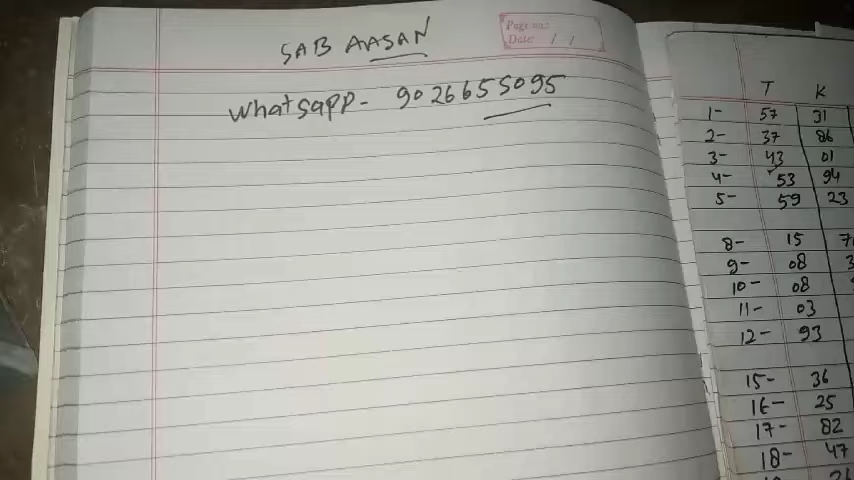 SAB AASAN
Page no:
Date: / /
Whatsapp - 9026655095
T K
1- 57 31
2- 37 86
3- 43 01
4- 53 94
5- 59 23
8- 15
9- 08
10- 08
11- 03
12- 93
15- 36
16- 25
17- 82
18- 47